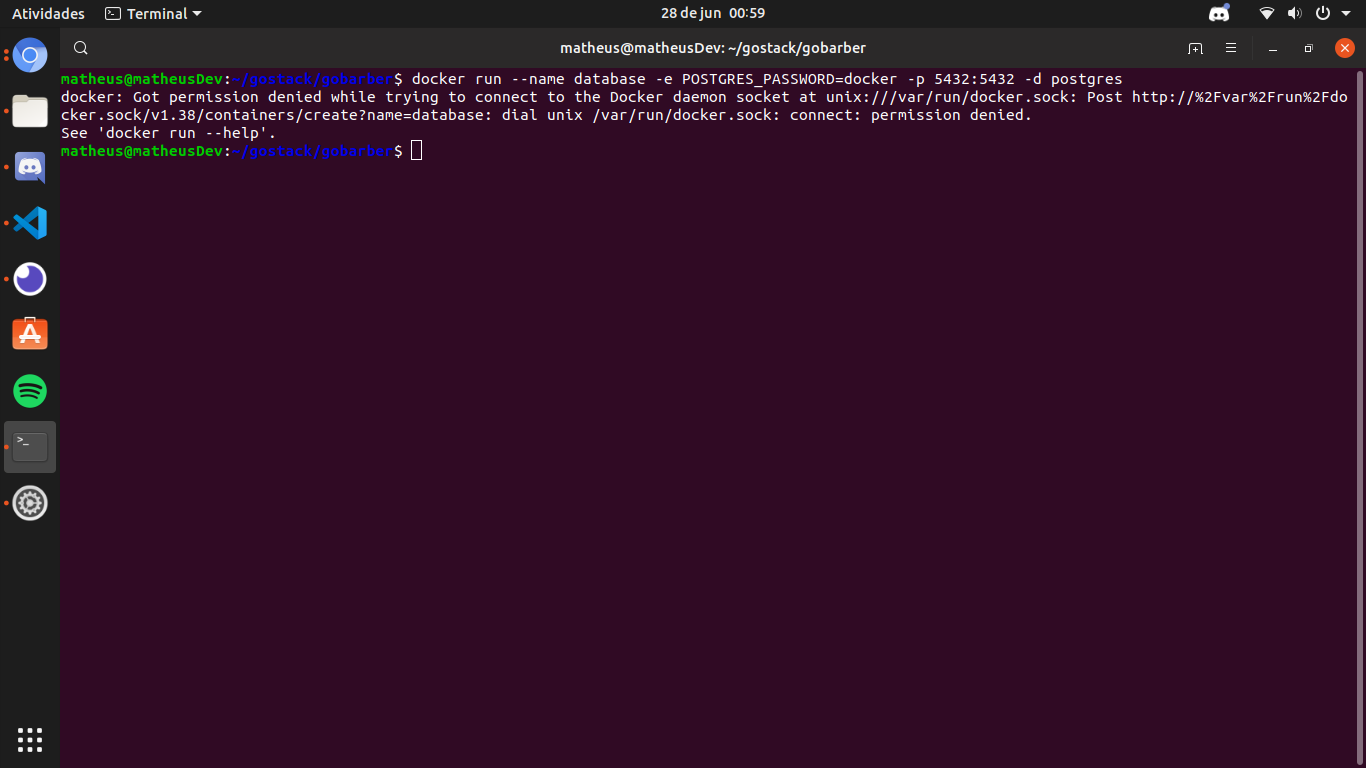 Atividades Terminal 28 de jun 00:59
matheus@matheusDev: ~/gostack/gobarber
matheus@matheusDev:~/gostack/gobarber$ docker run --name database -e POSTGRES_PASSWORD=docker -p 5432:5432 -d postgres
docker: Got permission denied while trying to connect to the Docker daemon socket at unix:///var/run/docker.sock: Post http://%2Fvar%2Frun%2Fdo
cker.sock/v1.38/containers/create?name=database: dial unix /var/run/docker.sock: connect: permission denied.
See 'docker run --help'.
matheus@matheusDev:~/gostack/gobarber$